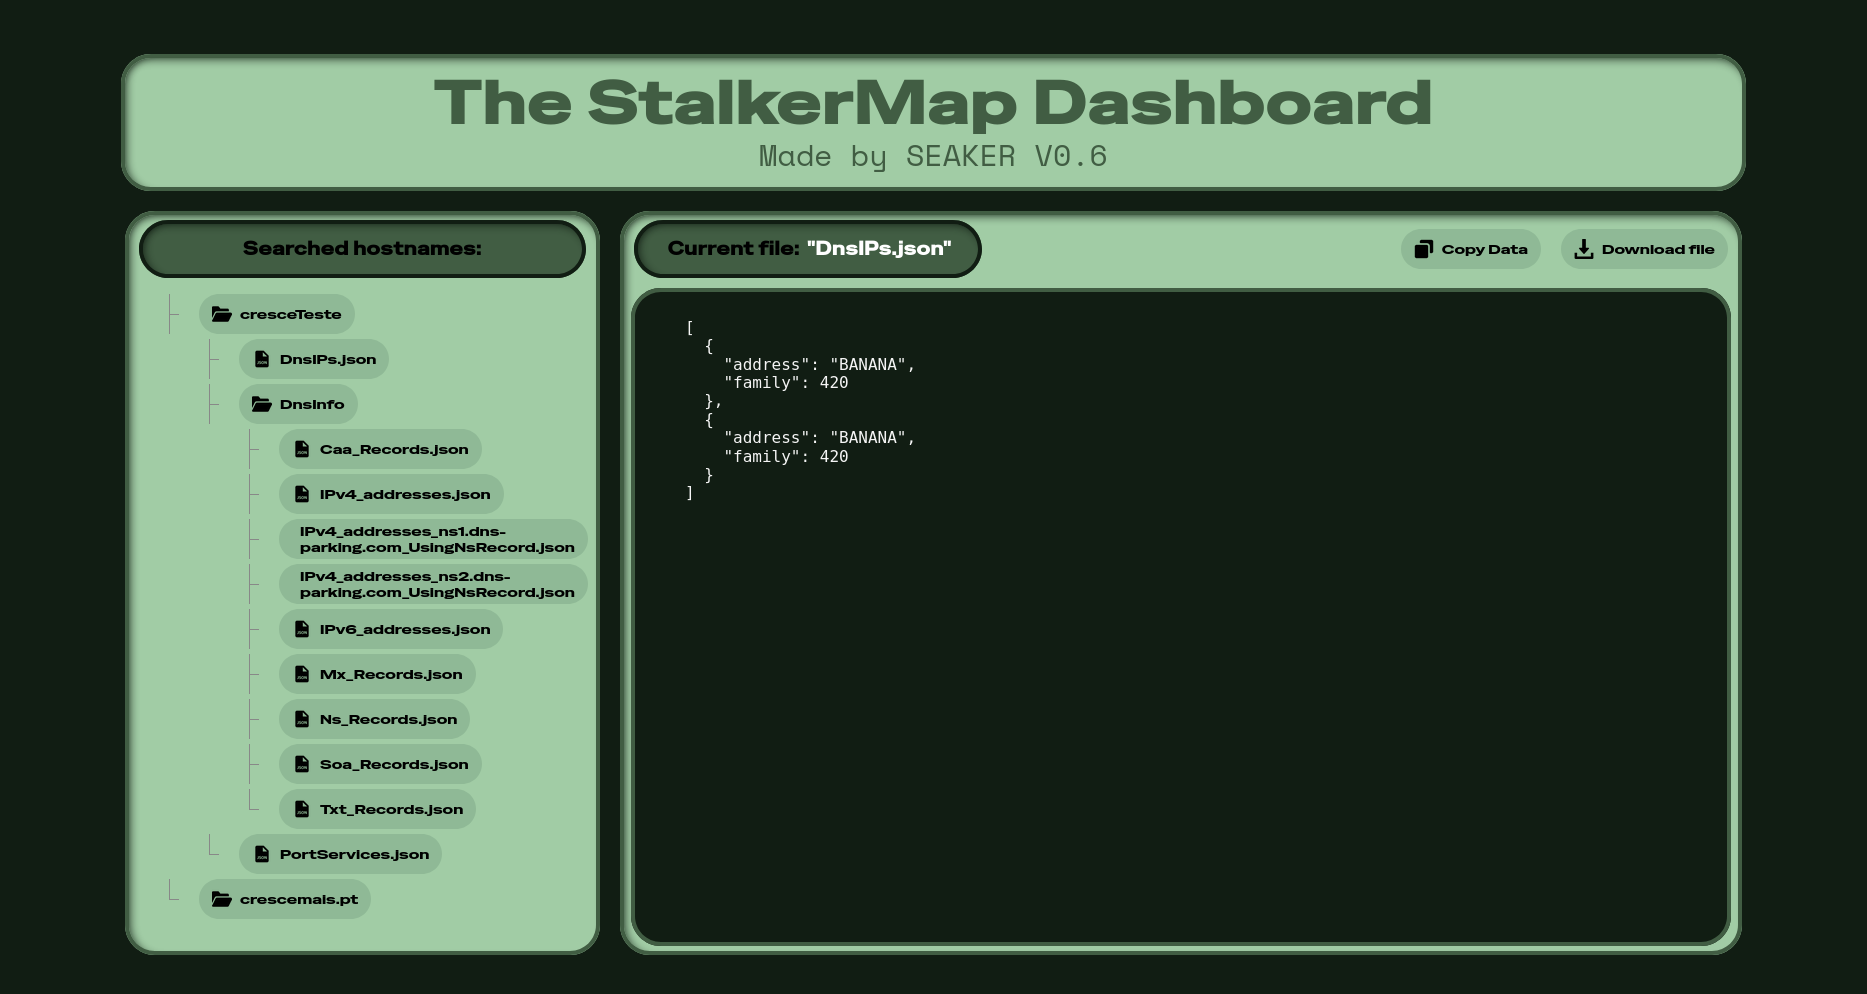 The StalkerMap Dashboard
Made by SEAKER V0.6
Searched hostnames:
cresceTeste
DnsIPs.json
DnsInfo
Caa_Records.json
IPv4_addresses.json
IPv4_addresses_ns1.dns-
parking.com_UsingNsRecord.json
IPv4_addresses_ns2.dns-
parking.com_UsingNsRecord.json
IPv6_addresses.json
Mx_Records.json
Ns_Records.json
Soa_Records.json
Txt_Records.json
PortServices.json
crescemais.pt
Current file: "DnsIPs.json"
Copy Data
Download file
[
  {
    "address": "BANANA",
    "family": 420
  },
  {
    "address": "BANANA",
    "family": 420
  }
]